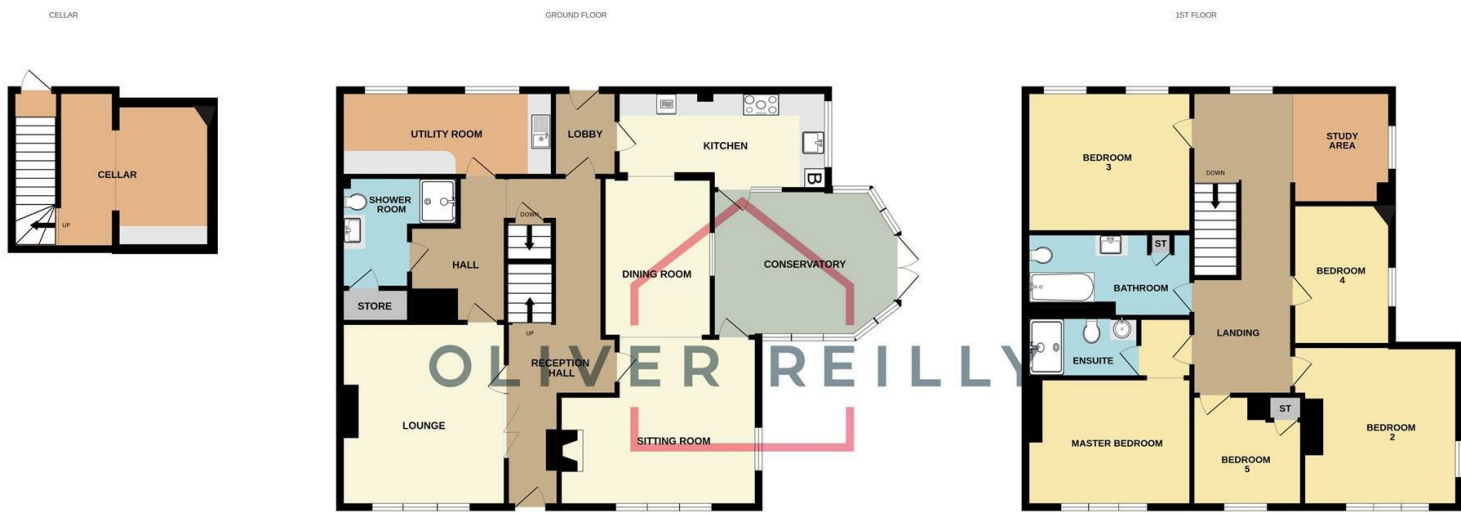 CELLAR
GROUND FLOOR
1ST FLOOR
CELLAR
UP
UTILITY ROOM
LOBBY
KITCHEN
B
SHOWER
ROOM
DOWN
HALL
STORE
DINING ROOM
CONSERVATORY
UP
RECEPTION
HALL
LOUNGE
SITTING ROOM
OLIVER REILLY
BEDROOM
3
STUDY
AREA
DOWN
ST
BATHROOM
BEDROOM
4
LANDING
ENSUITE
MASTER BEDROOM
ST
BEDROOM
5
BEDROOM
2